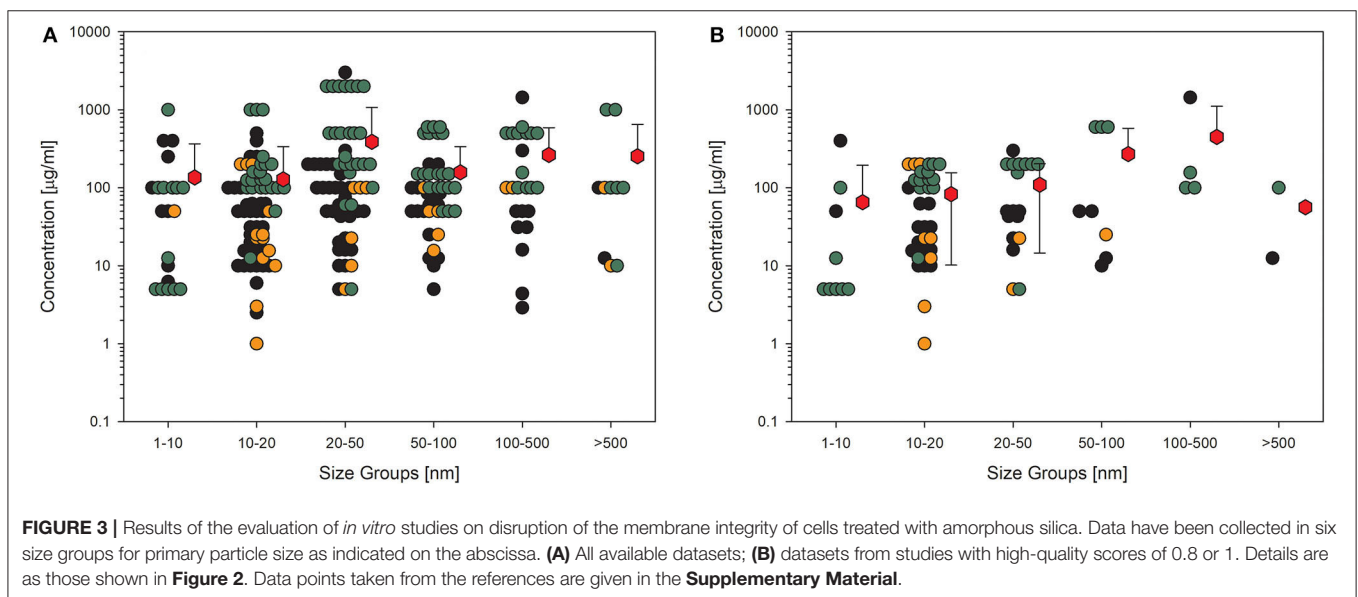 A
10000
1000
100
10
1
0.1
Concentration [µg/ml]
1-10 10-20 20-50 50-100 100-500 >500
Size Groups [nm]
B
10000
1000
100
10
1
0.1
Concentration [µg/ml]
1-10 10-20 20-50 50-100 100-500 >500
Size Groups [nm]
FIGURE 3 | Results of the evaluation of in vitro studies on disruption of the membrane integrity of cells treated with amorphous silica. Data have been collected in six
size groups for primary particle size as indicated on the abscissa. (A) All available datasets; (B) datasets from studies with high-quality scores of 0.8 or 1. Details are
as those shown in Figure 2. Data points taken from the references are given in the Supplementary Material.